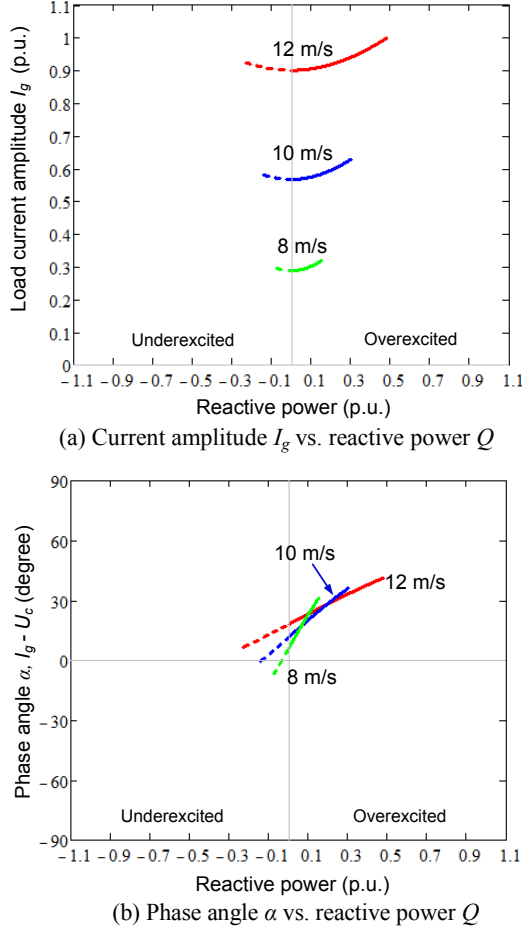 Load current amplitude I_g (p.u.)
1.1
1
0.9
0.8
0.7
0.6
0.5
0.4
0.3
0.2
0.1
0
12 m/s
10 m/s
8 m/s
Underexcited Overexcited
−1.1 −0.9 −0.7 −0.5 −0.3 −0.1 0.1 0.3 0.5 0.7 0.9 1.1
Reactive power (p.u.)
(a) Current amplitude I_g vs. reactive power Q
Phase angle α, I_g - U_c (degree)
90
60
30
0
−30
−60
−90
10 m/s
12 m/s
8 m/s
Underexcited Overexcited
−1.1 −0.9 −0.7 −0.5 −0.3 −0.1 0.1 0.3 0.5 0.7 0.9 1.1
Reactive power (p.u.)
(b) Phase angle α vs. reactive power Q